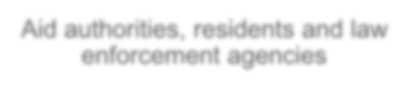 Aid authorities, residents and law
enforcement agencies